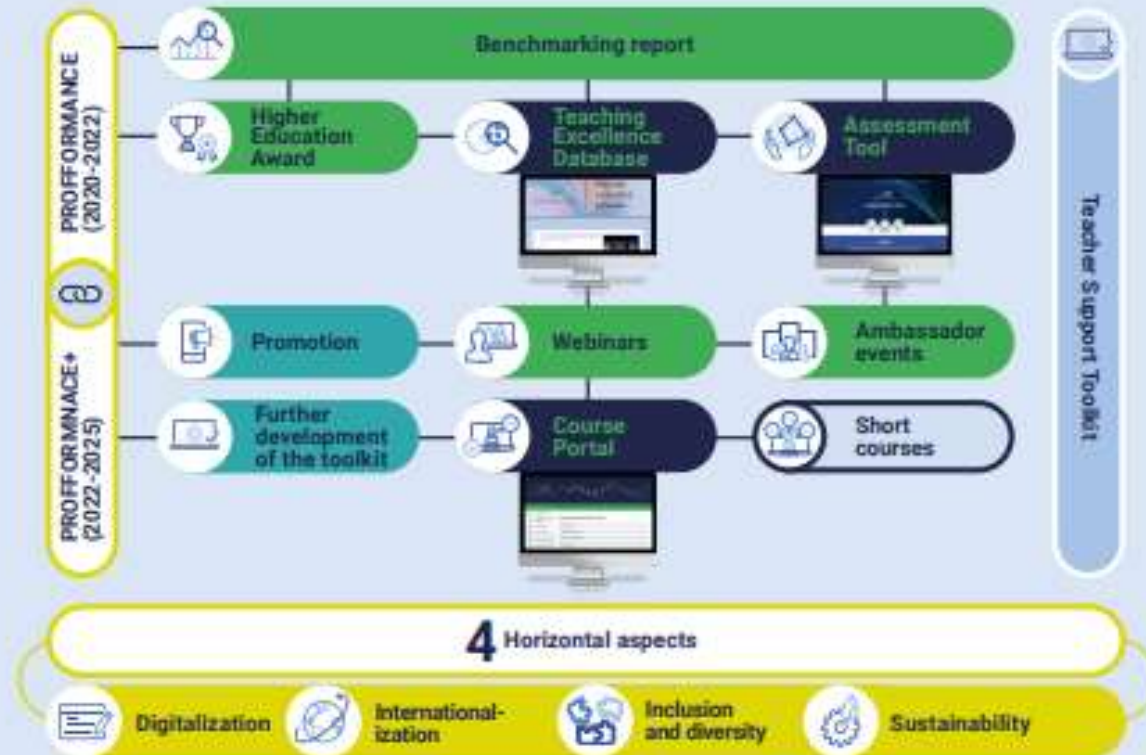 PROFFORMANCE
(2020-2022)
Benchmarking report
Higher
Education
Award
Teaching
Excellence
Database
Assessment
Tool
PROFFORMNACE+
(2022-2025)
Promotion
Webinars
Ambassador
events
Further
development
of the toolkit
Course
Portal
Short
courses
Teacher Support Toolkit
4 Horizontal aspects
Digitalization
International-
ization
Inclusion
and diversity
Sustainability